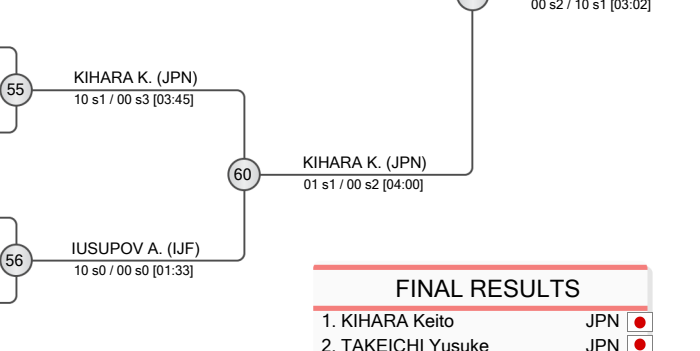 00 s2 / 10 s1 [03:02]
KIHARA K. (JPN)
55
10 s1 / 00 s3 [03:45]
KIHARA K. (JPN)
60
01 s1 / 00 s2 [04:00]
IUSUPOV A. (IJF)
56
10 s0 / 00 s0 [01:33]
FINAL RESULTS
1. KIHARA Keito JPN
2. TAKEICHI Yusuke JPN